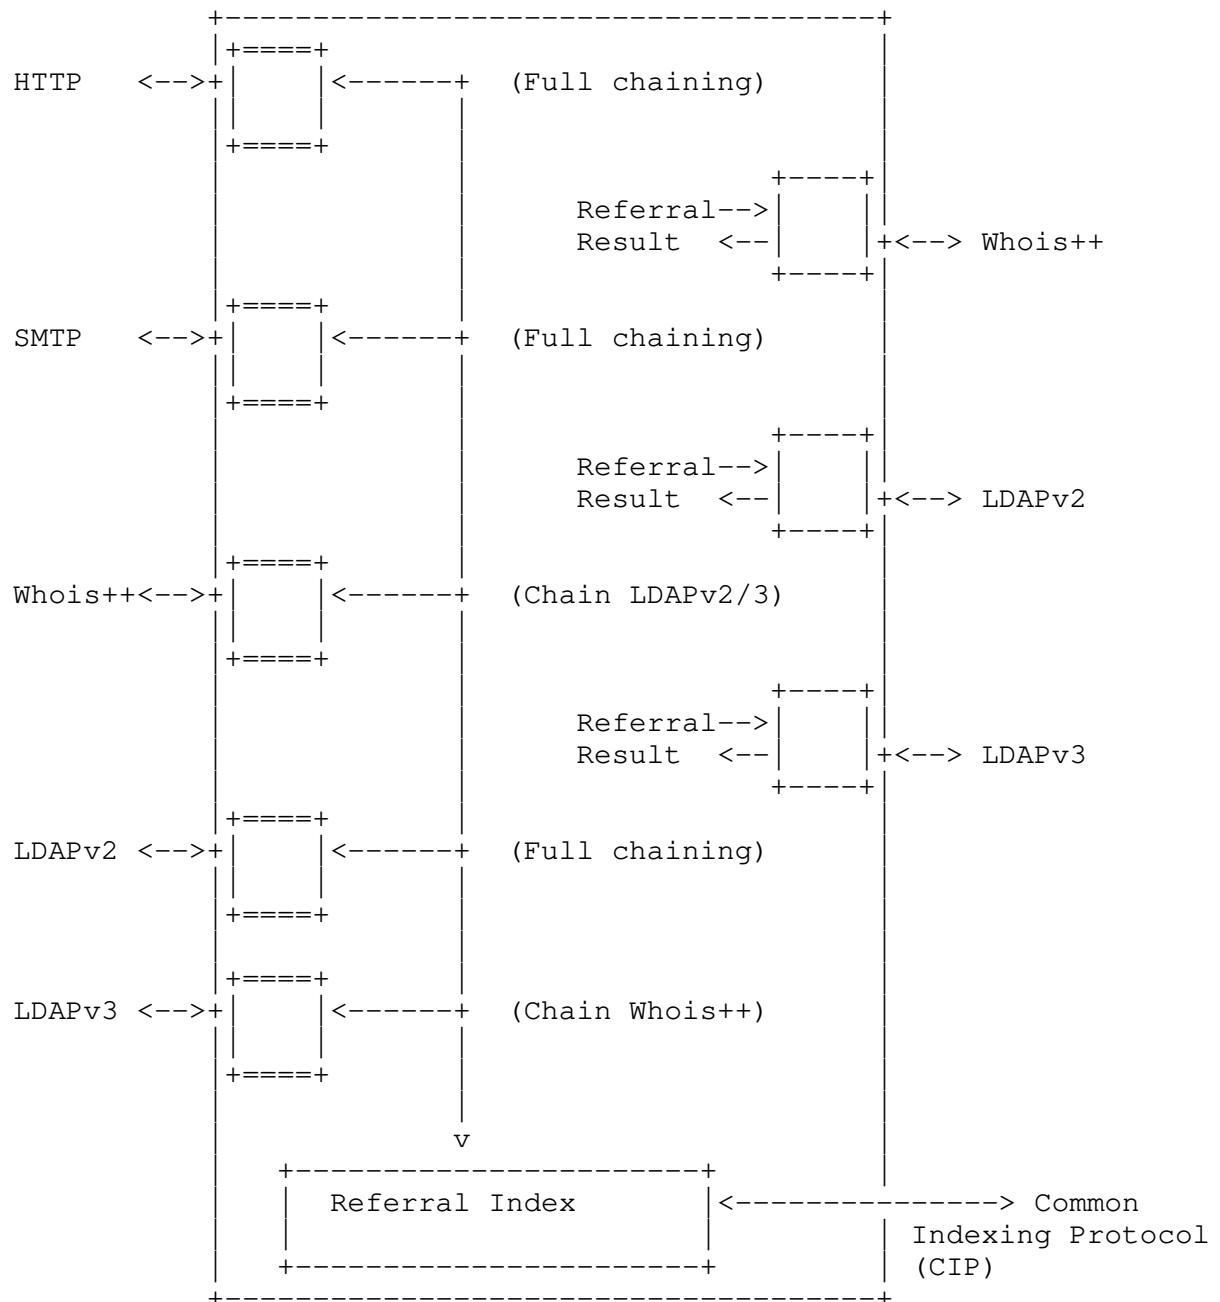 HTTP <--> (Full chaining)
Referral-->
Result <-- <--> Whois++
SMTP <--> (Full chaining)
Referral-->
Result <-- <--> LDAPv2
Whois++<--> (Chain LDAPv2/3)
Referral-->
Result <-- <--> LDAPv3
LDAPv2 <--> (Full chaining)
LDAPv3 <--> (Chain Whois++)
v
Referral Index <---------------> Common
Indexing Protocol
(CIP)